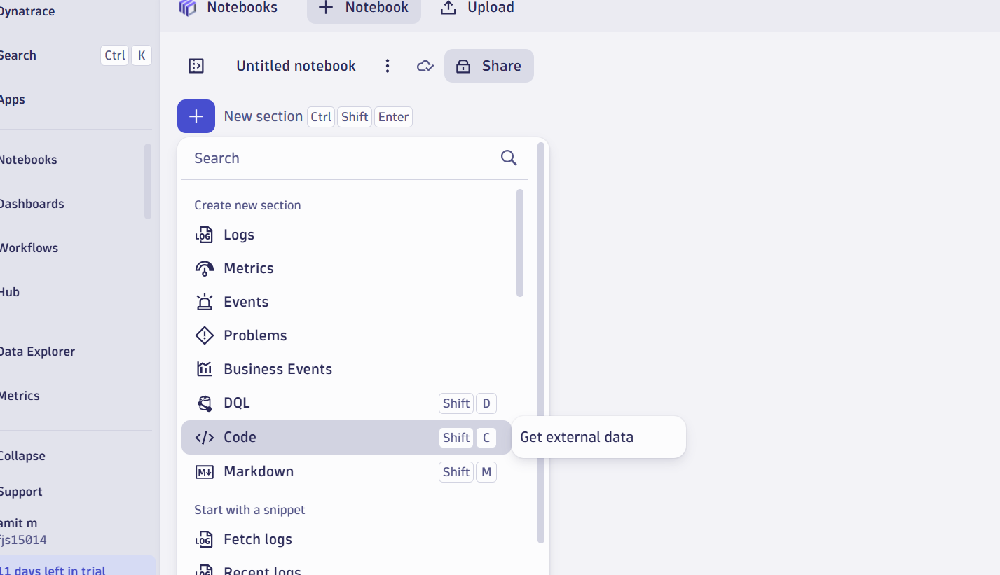 Dynatrace
Search Ctrl K
Apps
Notebooks
Dashboards
Workflows
Hub
Data Explorer
Metrics
Collapse
Support
amit m
fjs15014
11 days left in trial
Notebooks
Notebook
Upload
Untitled notebook
Share
New section Ctrl Shift Enter
Search
Create new section
LOG Logs
Metrics
Events
Problems
Business Events
DQL Shift D
</> Code Shift C
Get external data
M↓ Markdown Shift M
Start with a snippet
LOG Fetch logs
LOG Recent logs